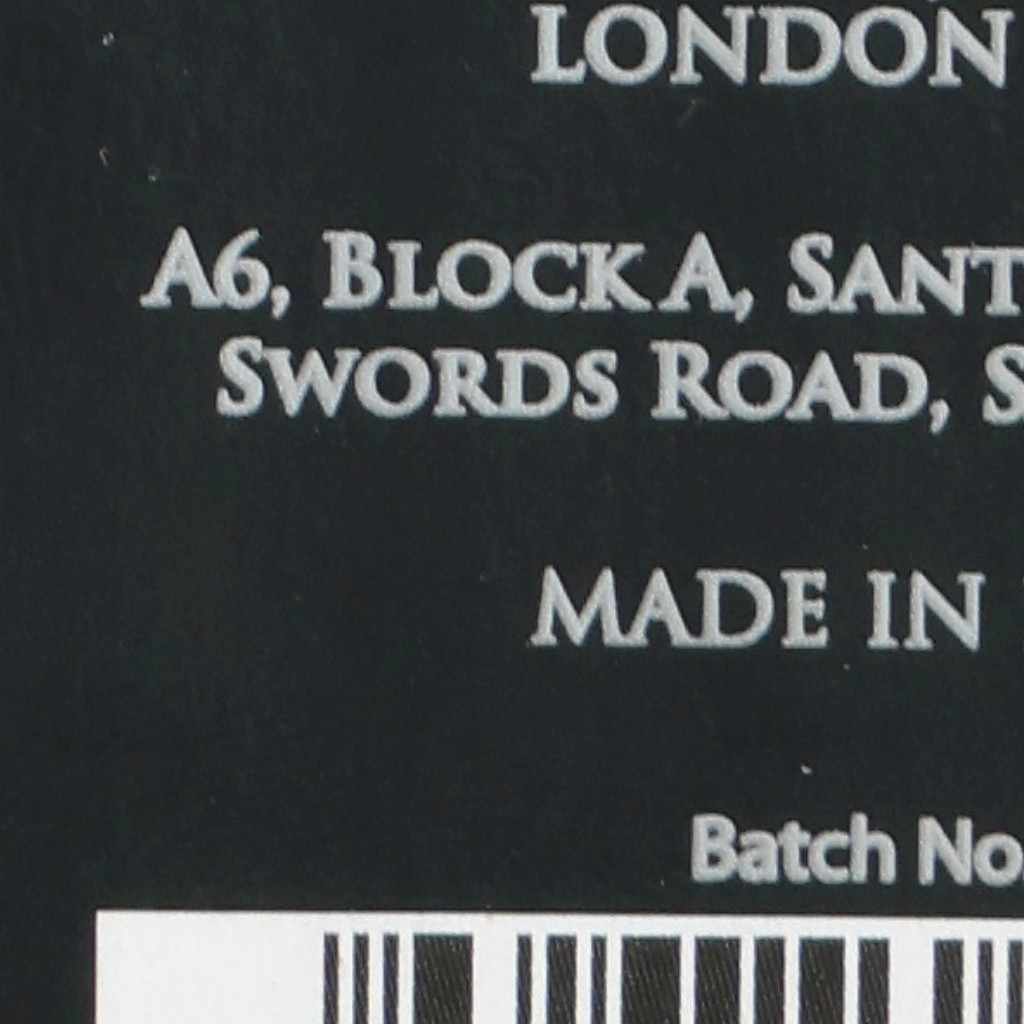 LONDON
A6, BLOCK A, SANT
SWORDS ROAD, S
MADE IN
Batch No.